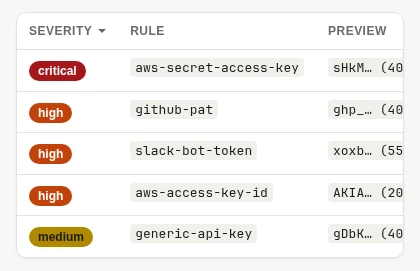 SEVERITY RULE PREVIEW
critical aws-secret-access-key sHkM… (40
high github-pat ghp_… (40
high slack-bot-token xoxb… (55
high aws-access-key-id AKIA… (20
medium generic-api-key gDbK… (40